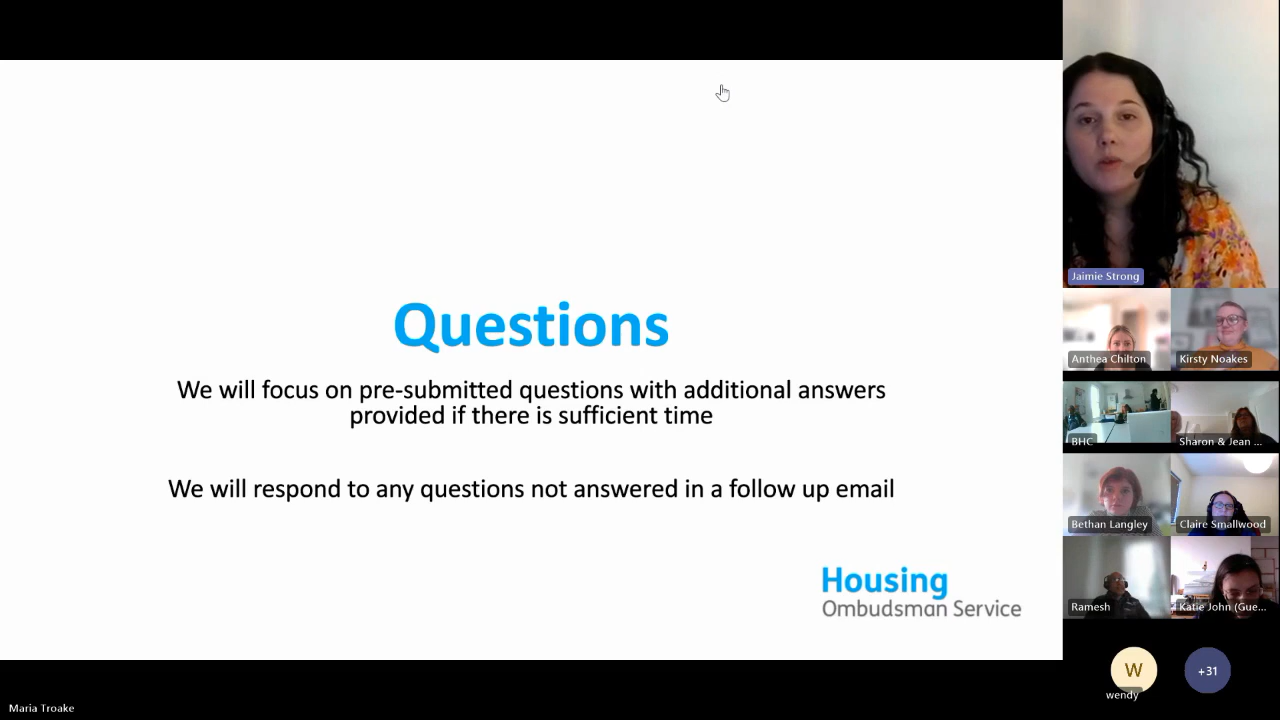 Questions
We will focus on pre-submitted questions with additional answers
provided if there is sufficient time
We will respond to any questions not answered in a follow up email
Housing
Ombudsman Service
Jaimie Strong
Anthea Chilton
Kirsty Noakes
BHC
Sharon & Jean ...
Bethan Langley
Claire Smallwood
Ramesh
Katie John (Gue...
W
wendy
+31
Maria Troake